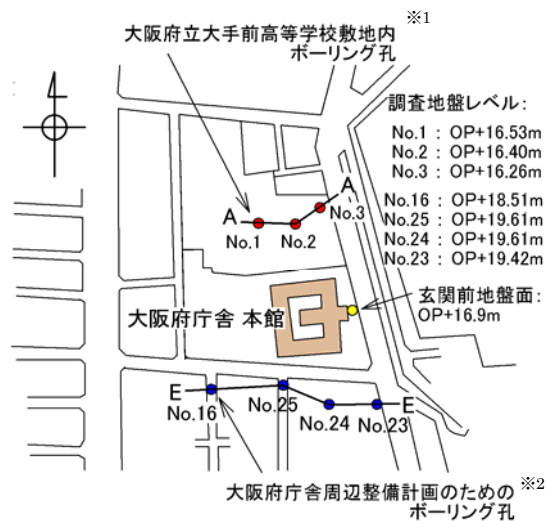 大阪府立大手前高等学校敷地内 ※1
ボーリング孔
調査地盤レベル:
No.1 : OP+16.53m
No.2 : OP+16.40m
No.3 : OP+16.26m
No.16 : OP+18.51m
No.25 : OP+19.61m
No.24 : OP+19.61m
No.23 : OP+19.42m
A
A
No.1
No.2
No.3
玄関前地盤面:
OP+16.9m
大阪府庁舎 本館
E
E
No.16
No.25
No.24
No.23
大阪府庁舎周辺整備計画のための ※2
ボーリング孔